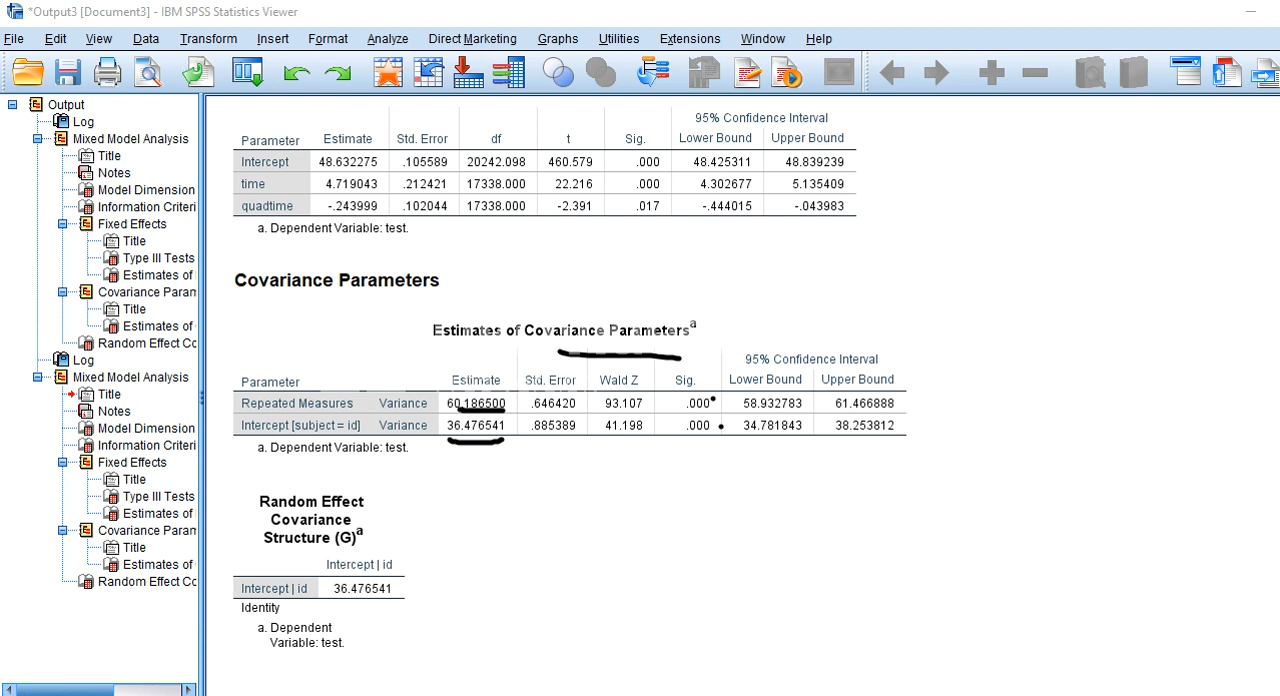 *Output3 [Document3] - IBM SPSS Statistics Viewer
File Edit View Data Transform Insert Format Analyze Direct Marketing Graphs Utilities Extensions Window Help
Output
Log
Mixed Model Analysis
Title
Notes
Model Dimension
Information Criteri
Fixed Effects
Title
Type III Tests
Estimates of
Covariance Param
Title
Estimates of
Random Effect Cc
Log
Mixed Model Analysis
Title
Notes
Model Dimension
Information Criteri
Fixed Effects
Title
Type III Tests
Estimates of
Covariance Param
Title
Estimates of
Random Effect Cc
95% Confidence Interval
Parameter Estimate Std. Error df t Sig. Lower Bound Upper Bound
Intercept 48.632275 .105589 20242.098 460.579 .000 48.425311 48.839239
time 4.719043 .212421 17338.000 22.216 .000 4.302677 5.135409
quadtime -.243999 .102044 17338.000 -2.391 .017 -.444015 -.043983
a. Dependent Variable: test.
Covariance Parameters
Estimates of Covariance Parametersa
95% Confidence Interval
Parameter Estimate Std. Error Wald Z Sig. Lower Bound Upper Bound
Repeated Measures Variance 60.186500 .646420 93.107 .000 58.932783 61.466888
Intercept [subject = id] Variance 36.476541 .885389 41.198 .000 34.781843 38.253812
a. Dependent Variable: test.
Random Effect
Covariance
Structure (G)a
Intercept | id
Intercept | id 36.476541
Identity
a. Dependent
Variable: test.